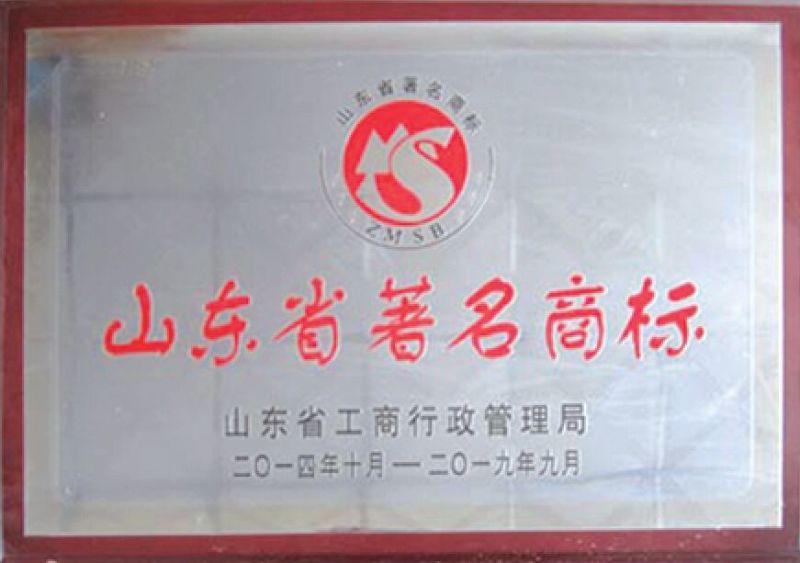 山东省著名商标
ZMSB
山东省著名商标
山东省工商行政管理局
二〇一四年十月—二〇一九年九月